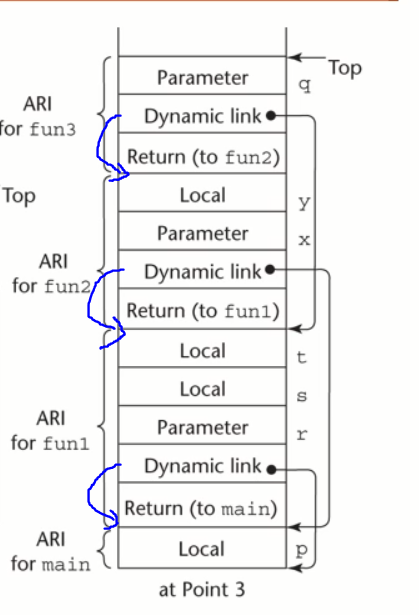 Top
Parameter q
ARI
for fun3
Dynamic link
Return (to fun2)
Top
Local y
Parameter x
ARI
for fun2
Dynamic link
Return (to fun1)
Local t
Local s
ARI
for fun1
Parameter r
Dynamic link
Return (to main)
ARI
for main
Local p
at Point 3